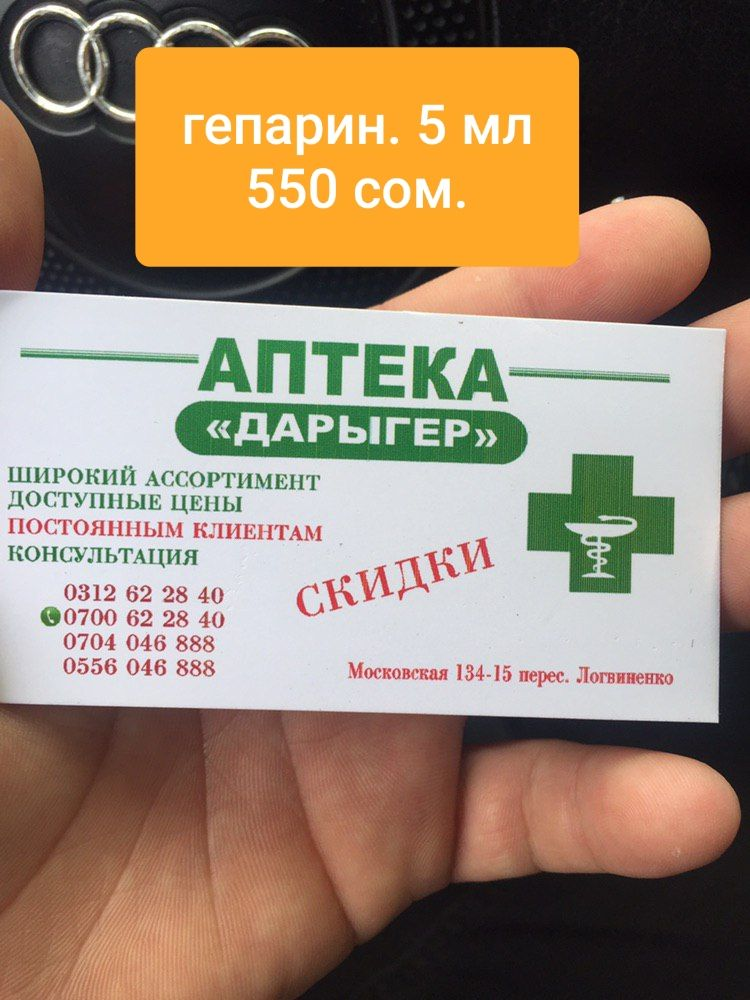 гепарин. 5 мл
550 сом.
АПТЕКА
«ДАРЫГЕР»
ШИРОКИЙ АССОРТИМЕНТ
ДОСТУПНЫЕ ЦЕНЫ
ПОСТОЯННЫМ КЛИЕНТАМ
КОНСУЛЬТАЦИЯ
СКИДКИ
0312 62 28 40
0700 62 28 40
0704 046 888
0556 046 888
Московская 134-15 перес. Логвиненко